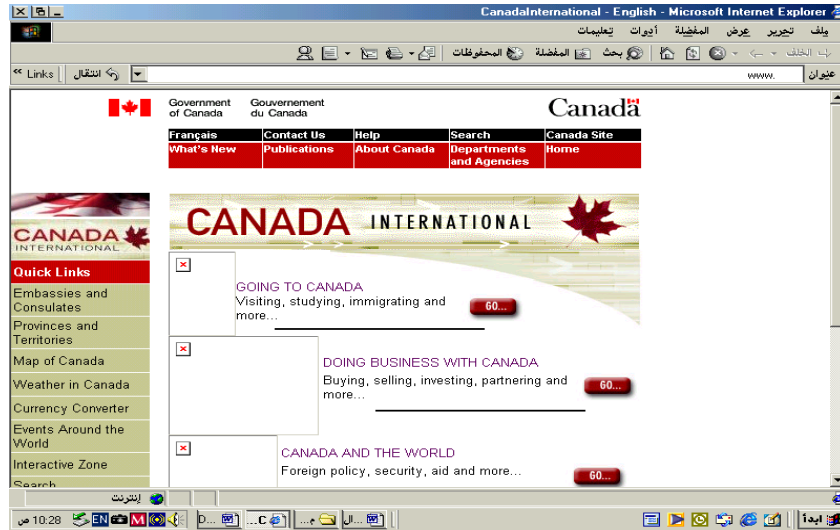 CanadaInternational - English - Microsoft Internet Explorer
ملف تحرير عرض المفضلة أدوات تعليمات
الخلف بحث المفضلة المحفوظات
عنوان www. انتقال Links »
Government of Canada
Gouvernement du Canada
Canada
Français Contact Us Help Search Canada Site
What's New Publications About Canada Departments and Agencies Home
CANADA INTERNATIONAL
CANADA
INTERNATIONAL
Quick Links
Embassies and
Consulates
Provinces and
Territories
Map of Canada
Weather in Canada
Currency Converter
Events Around the
World
Interactive Zone
Search
GOING TO CANADA
Visiting, studying, immigrating and
more...
GO...
DOING BUSINESS WITH CANADA
Buying, selling, investing, partnering and
more...
GO...
CANADA AND THE WORLD
Foreign policy, security, aid and more...
GO...
إنترنت
ابدأ ...ال ...م ...C D... EN 10:28 ص